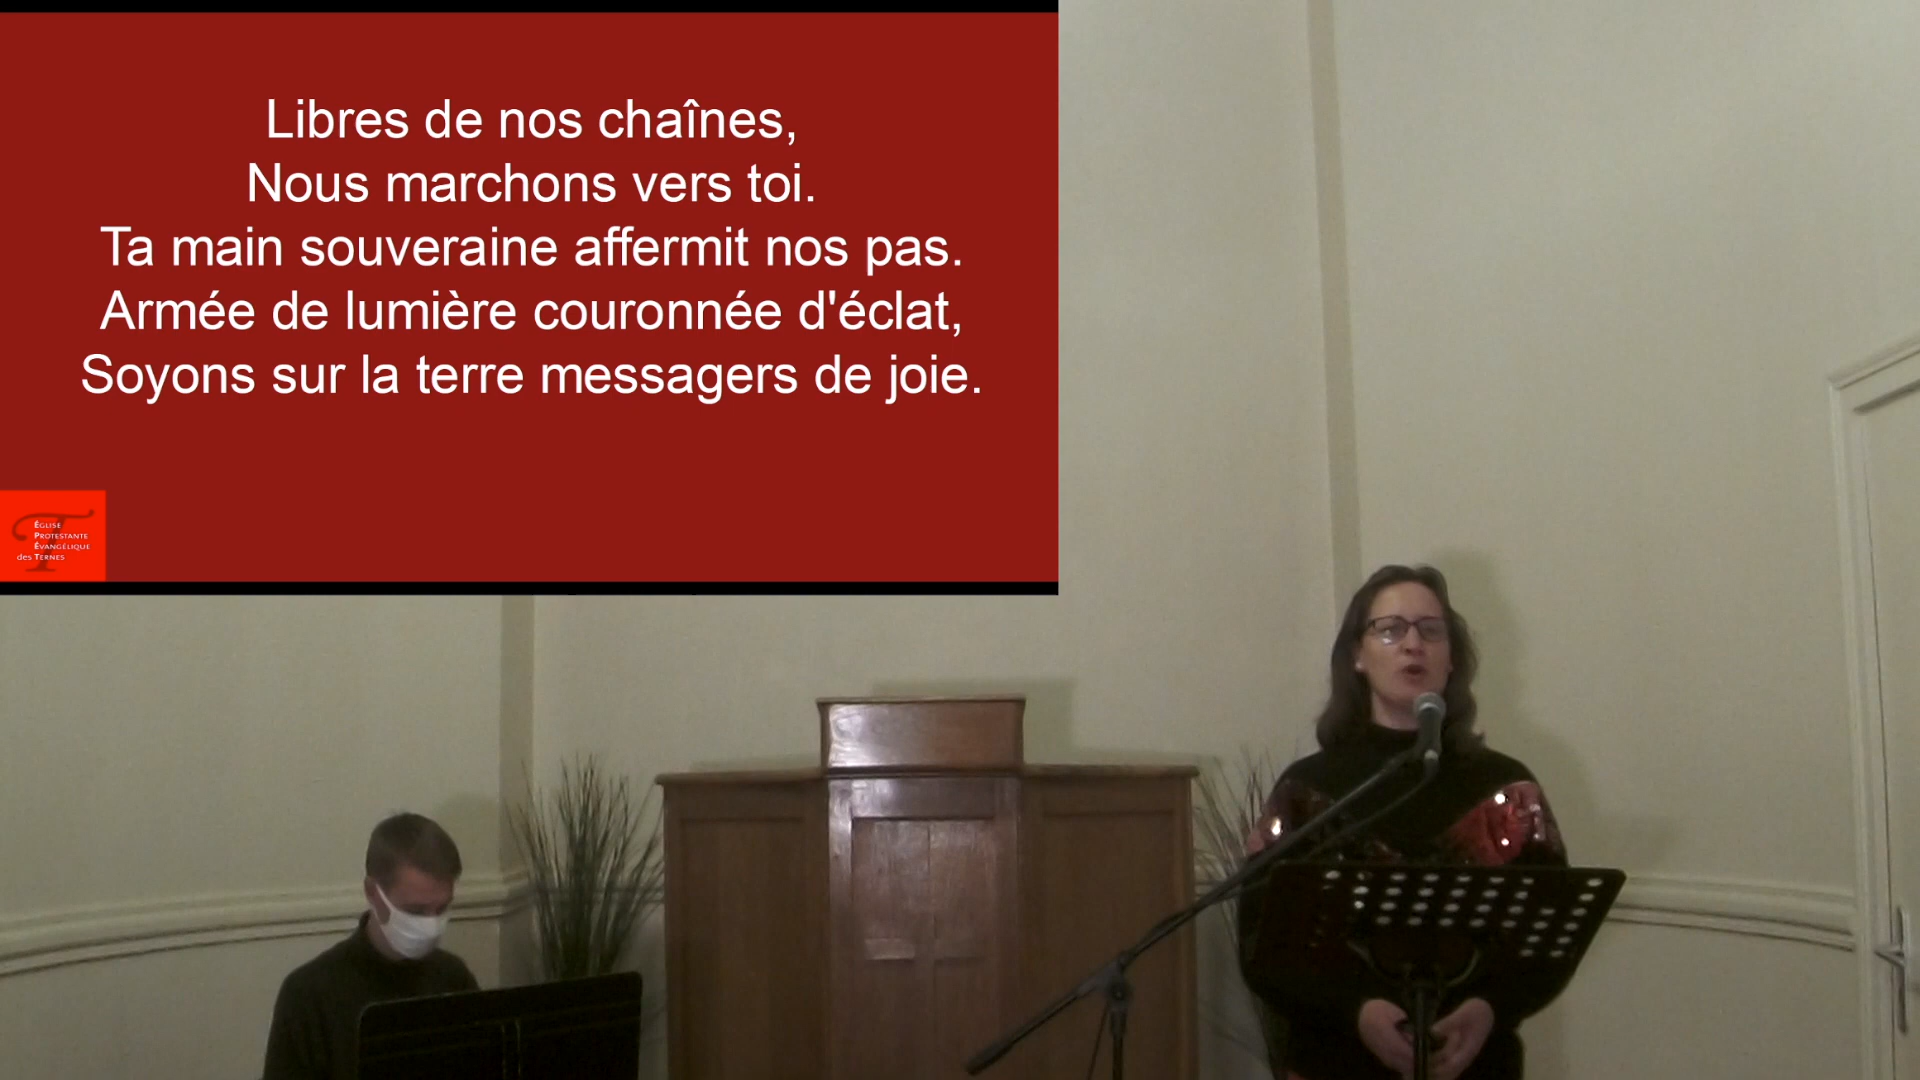 Libres de nos chaînes,
Nous marchons vers toi.
Ta main souveraine affermit nos pas.
Armée de lumière couronnée d'éclat,
Soyons sur la terre messagers de joie.
ÉGLISE
PROTESTANTE
ÉVANGÉLIQUE
des TERNES